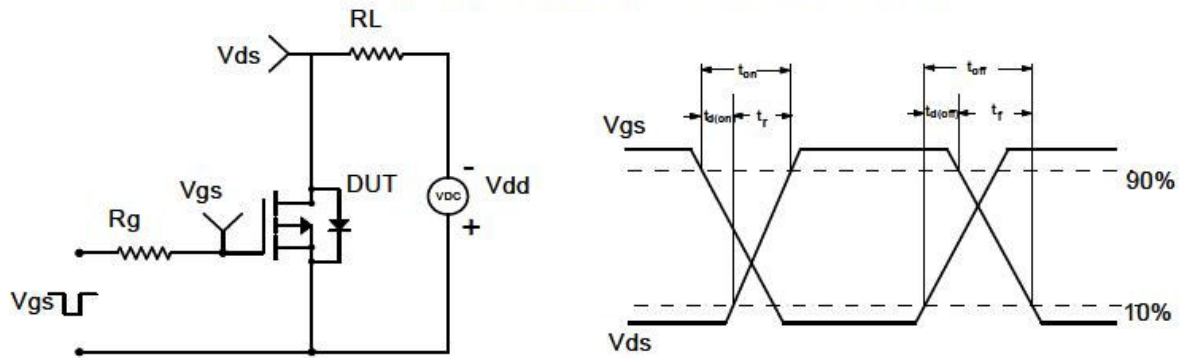 RL
Vds
Vgs
DUT
-
VDC
Vdd
+
Rg
Vgs
ton
toff
td(on)
tr
td(off)
tf
Vgs
90%
10%
Vds